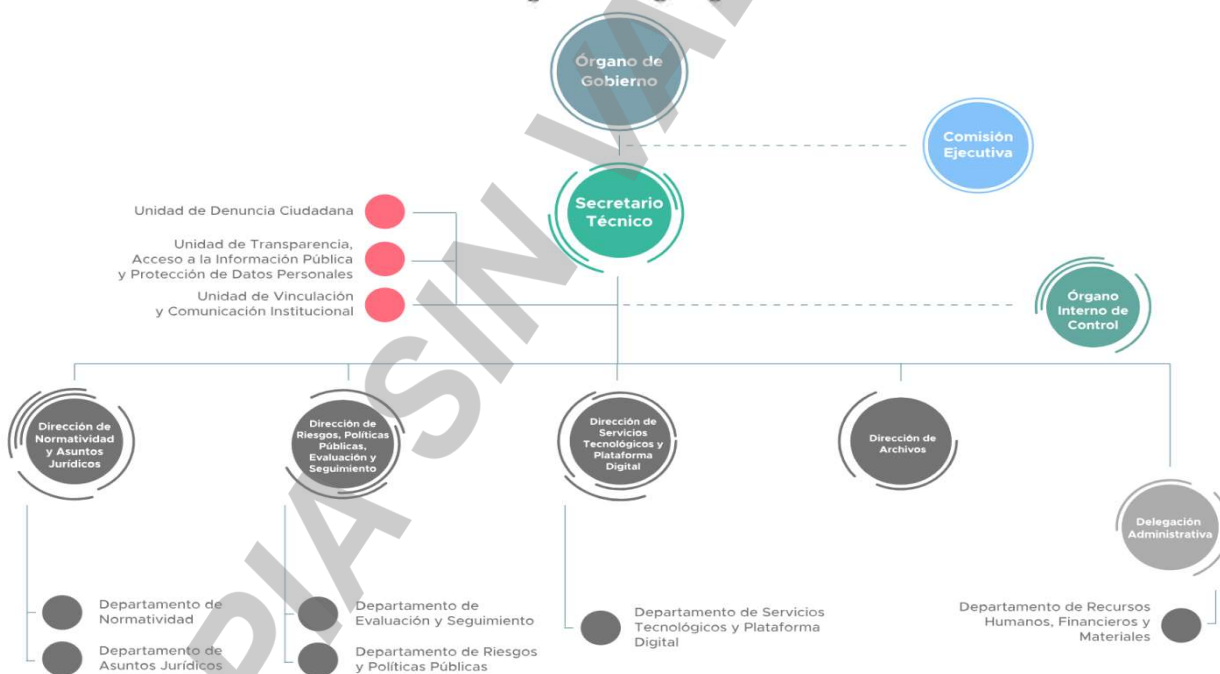 Órgano de
Gobierno
Comisión
Ejecutiva
Secretario
Técnico
Unidad de Denuncia Ciudadana
Unidad de Transparencia,
Acceso a la Información Pública
y Protección de Datos Personales
Unidad de Vinculación
y Comunicación Institucional
Órgano
Interno de
Control
Dirección de
Normatividad
y Asuntos
Jurídicos
Dirección de
Riesgos, Políticas
Públicas,
Evaluación y
Seguimiento
Dirección de
Servicios
Tecnológicos y
Plataforma
Digital
Dirección de
Archivos
Delegación
Administrativa
Departamento de
Normatividad
Departamento de
Asuntos Jurídicos
Departamento de
Evaluación y Seguimiento
Departamento de Riesgos
y Políticas Públicas
Departamento de Servicios
Tecnológicos y Plataforma
Digital
Departamento de Recursos
Humanos, Financieros y
Materiales
PIA SIN VA